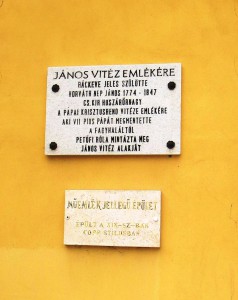 JÁNOS VITÉZ EMLÉKÉRE
RÁCKEVE JELES SZÜLÖTTE
HORVÁTH NEP JÁNOS 1774 - 1847
CS. KIR HUSZÁRŐRNAGY
A PÁPAI KRISZTUSREND VITÉZE EMLÉKÉRE
AKI VII PIUS PÁPÁT MEGMENTETTE
A FAGYHALÁLTÓL
PETŐFI RÓLA MINTÁZTA MEG
JÁNOS VITÉZ ALAKJÁT
MŰEMLÉK JELLEGŰ ÉPÜLET
ÉPÜLT A XIX-SZ-BAN
COPF STÍLUSBAN